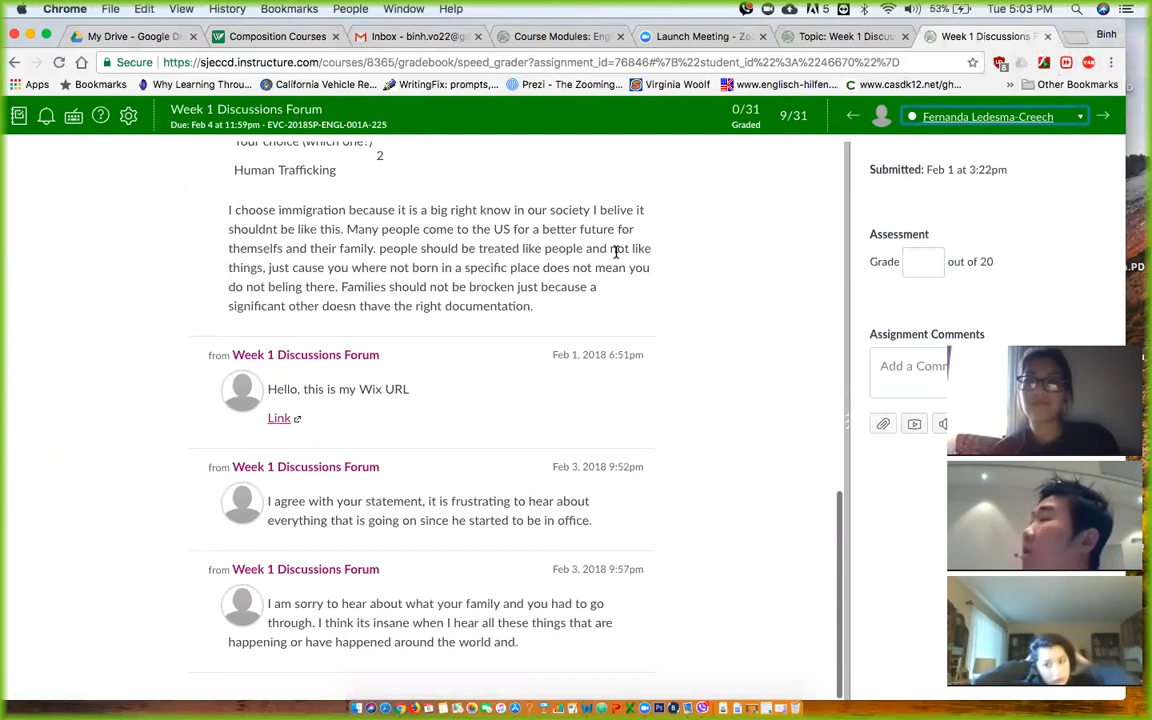 Chrome File Edit View History Bookmarks People Window Help
5 53% Tue 5:03 PM
My Drive - Google D
Composition Courses
Inbox - binh.vo22@g
Course Modules: Eng
Launch Meeting - Zo
Topic: Week 1 Discus
Week 1 Discussions F
Binh
Secure https://sjeccd.instructure.com/courses/8365/gradebook/speed_grader?assignment_id=76846#%7B%22student_id%22%3A%2246670%22%7D
Apps Bookmarks Why Learning Throu... California Vehicle Re... WritingFix: prompts,... Prezi - The Zooming... Virginia Woolf www.englisch-hilfen... www.casdk12.net/gh... » Other Bookmarks
Week 1 Discussions Forum
Due: Feb 4 at 11:59pm - EVC-2018SP-ENGL-001A-225
0/31
Graded
9/31
Fernanda Ledesma-Creech
Your choice (which one?)
2
Human Trafficking
I choose immigration because it is a big right know in our society I belive it
shouldnt be like this. Many people come to the US for a better future for
themselfs and their family. people should be treated like people and not like
things, just cause you where not born in a specific place does not mean you
do not beling there. Families should not be brocken just because a
significant other doesn thave the right documentation.
from Week 1 Discussions Forum Feb 1, 2018 6:51pm
Hello, this is my Wix URL
Link
from Week 1 Discussions Forum Feb 3, 2018 9:52pm
I agree with your statement, it is frustrating to hear about
everything that is going on since he started to be in office.
from Week 1 Discussions Forum Feb 3, 2018 9:57pm
I am sorry to hear about what your family and you had to go
through. I think its insane when I hear all these things that are
happening or have happened around the world and.
Submitted: Feb 1 at 3:22pm
Assessment
Grade out of 20
Assignment Comments
Add a Comm
.PD